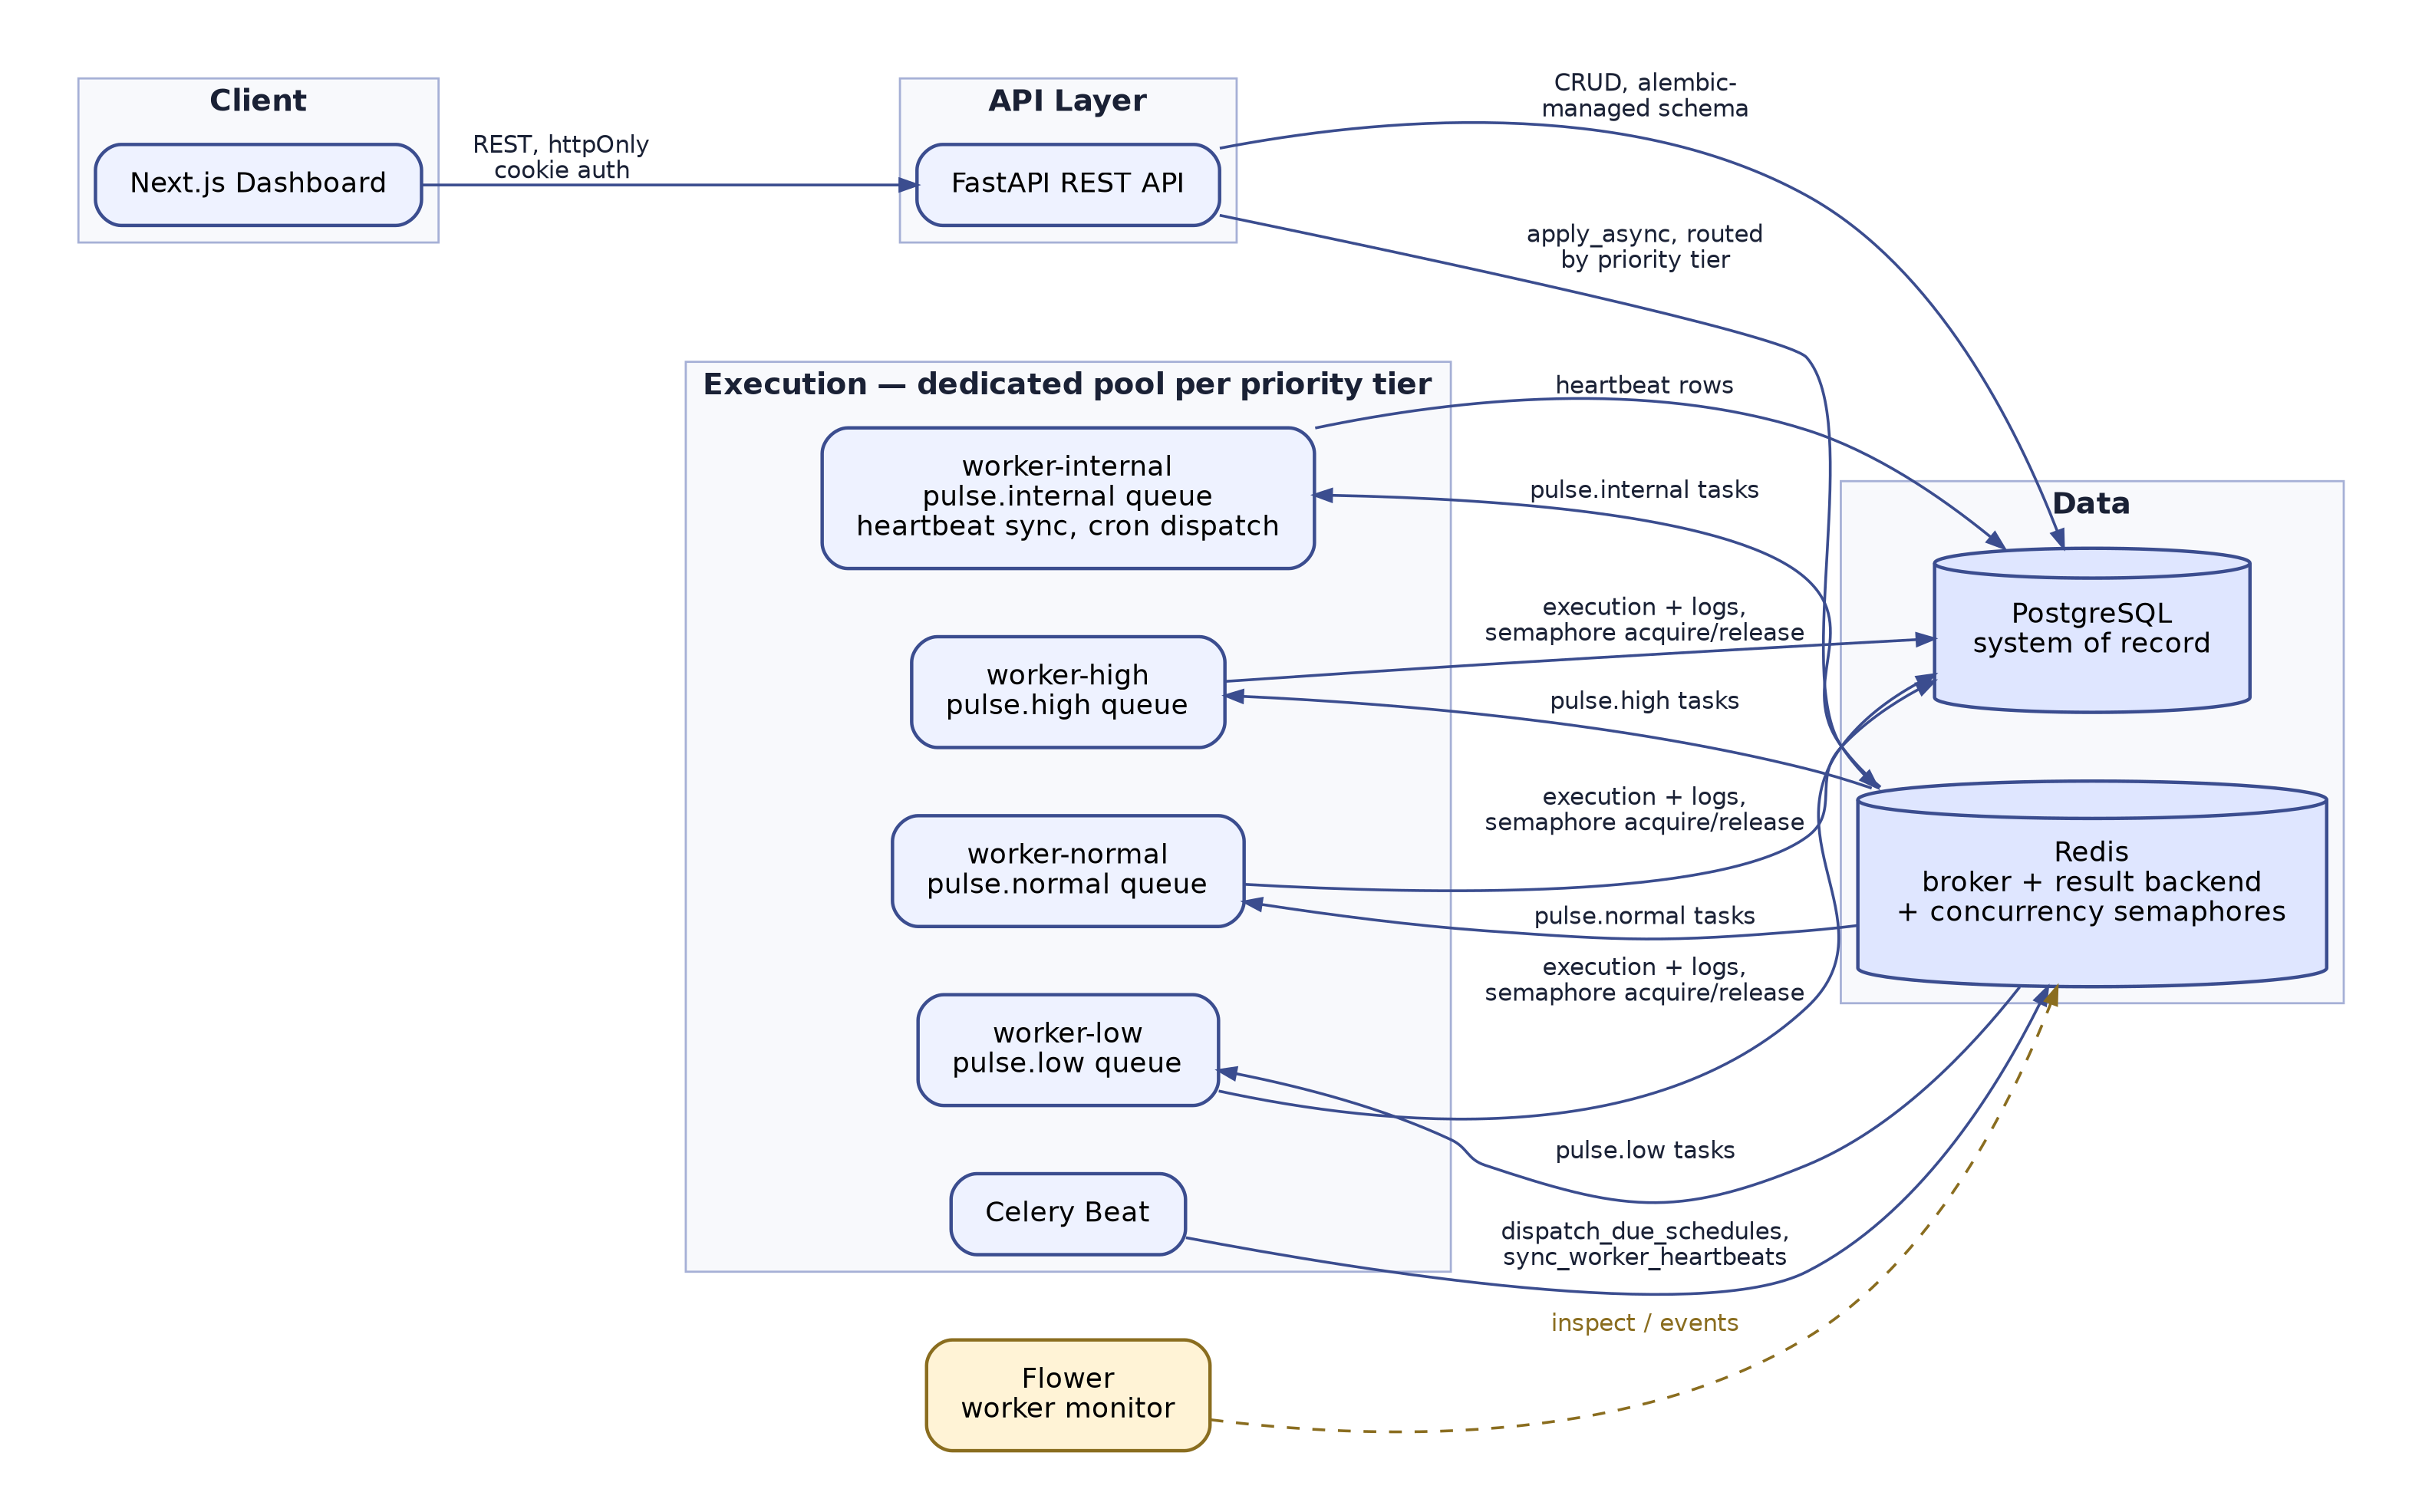 Client
Next.js Dashboard
REST, httpOnly
cookie auth
API Layer
FastAPI REST API
CRUD, alembic-
managed schema
apply_async, routed
by priority tier
Execution — dedicated pool per priority tier
worker-internal
pulse.internal queue
heartbeat sync, cron dispatch
heartbeat rows
pulse.internal tasks
worker-high
pulse.high queue
execution + logs,
semaphore acquire/release
pulse.high tasks
worker-normal
pulse.normal queue
execution + logs,
semaphore acquire/release
pulse.normal tasks
worker-low
pulse.low queue
execution + logs,
semaphore acquire/release
pulse.low tasks
Celery Beat
dispatch_due_schedules,
sync_worker_heartbeats
Data
PostgreSQL
system of record
Redis
broker + result backend
+ concurrency semaphores
Flower
worker monitor
inspect / events